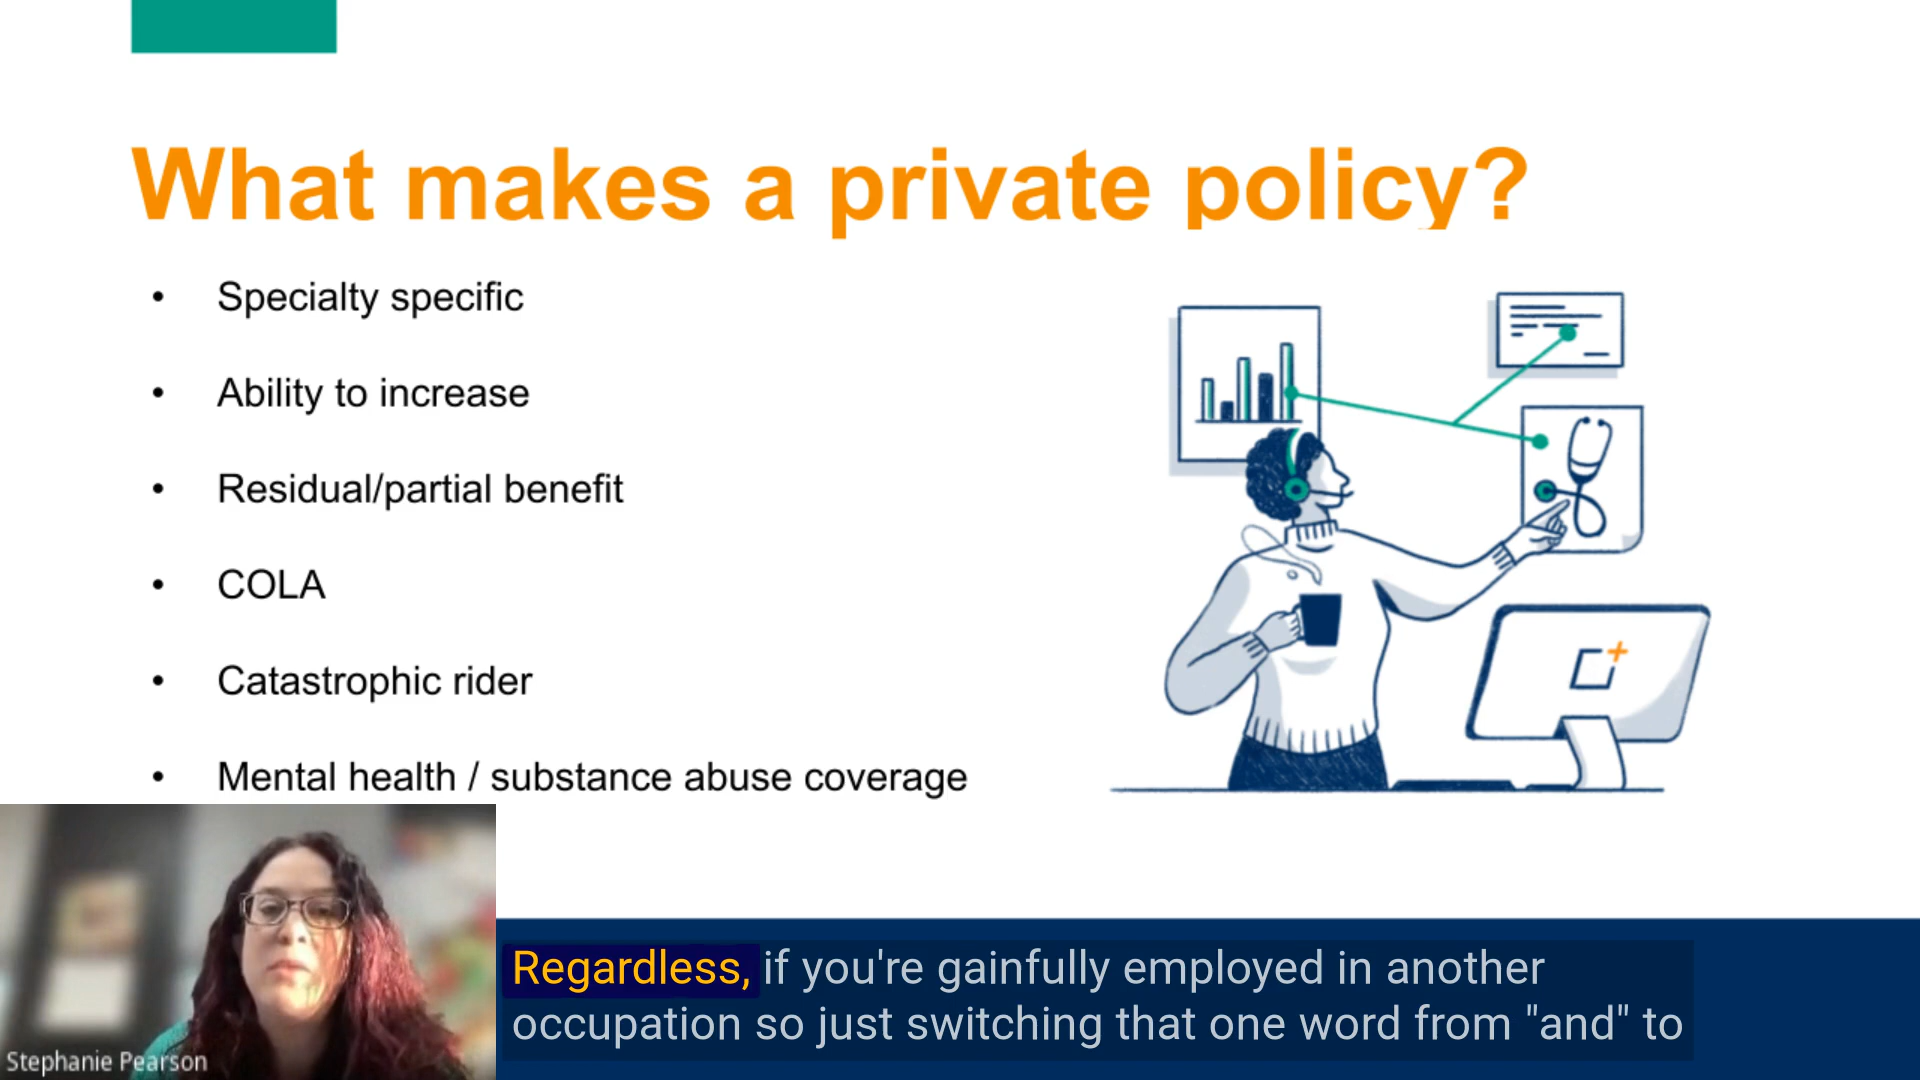 What makes a private policy?
• Specialty specific
• Ability to increase
• Residual/partial benefit
• COLA
• Catastrophic rider
• Mental health / substance abuse coverage
Stephanie Pearson
Regardless, if you're gainfully employed in another
occupation so just switching that one word from "and" to